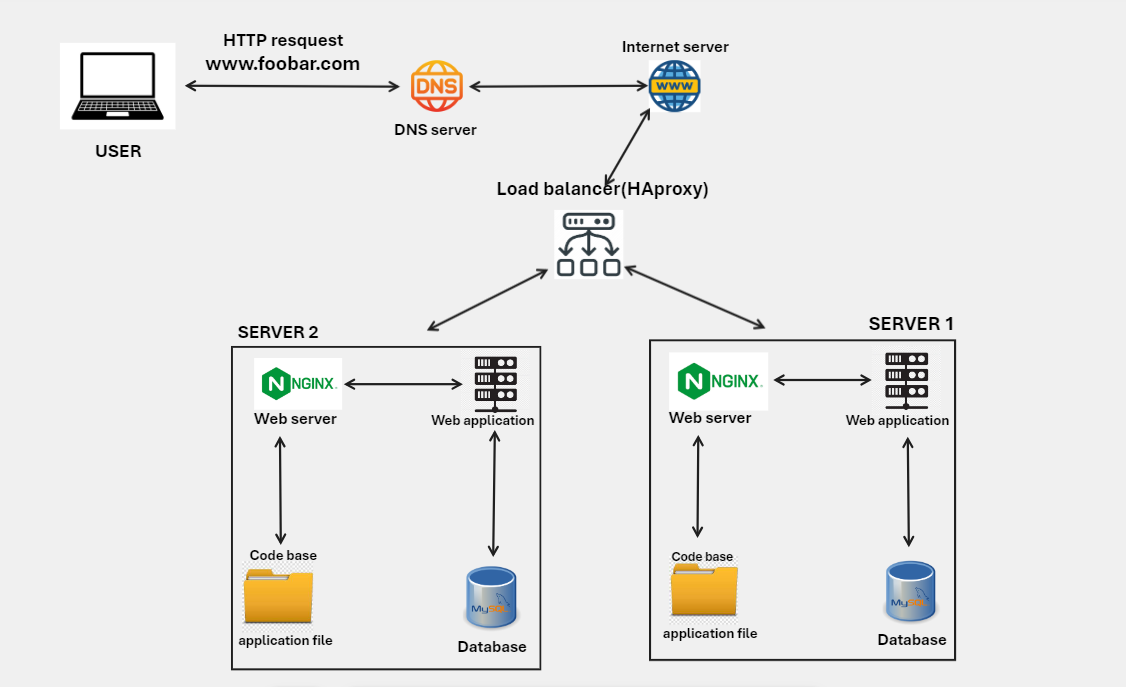 HTTP resquest
www.foobar.com
Internet server
DNS
WWW
DNS server
USER
Load balancer(HAproxy)
SERVER 2
SERVER 1
NGINX.
Web server
Web application
Code base
application file
MySQL
Database
NGINX.
Web server
Web application
Code base
application file
MySQL
Database